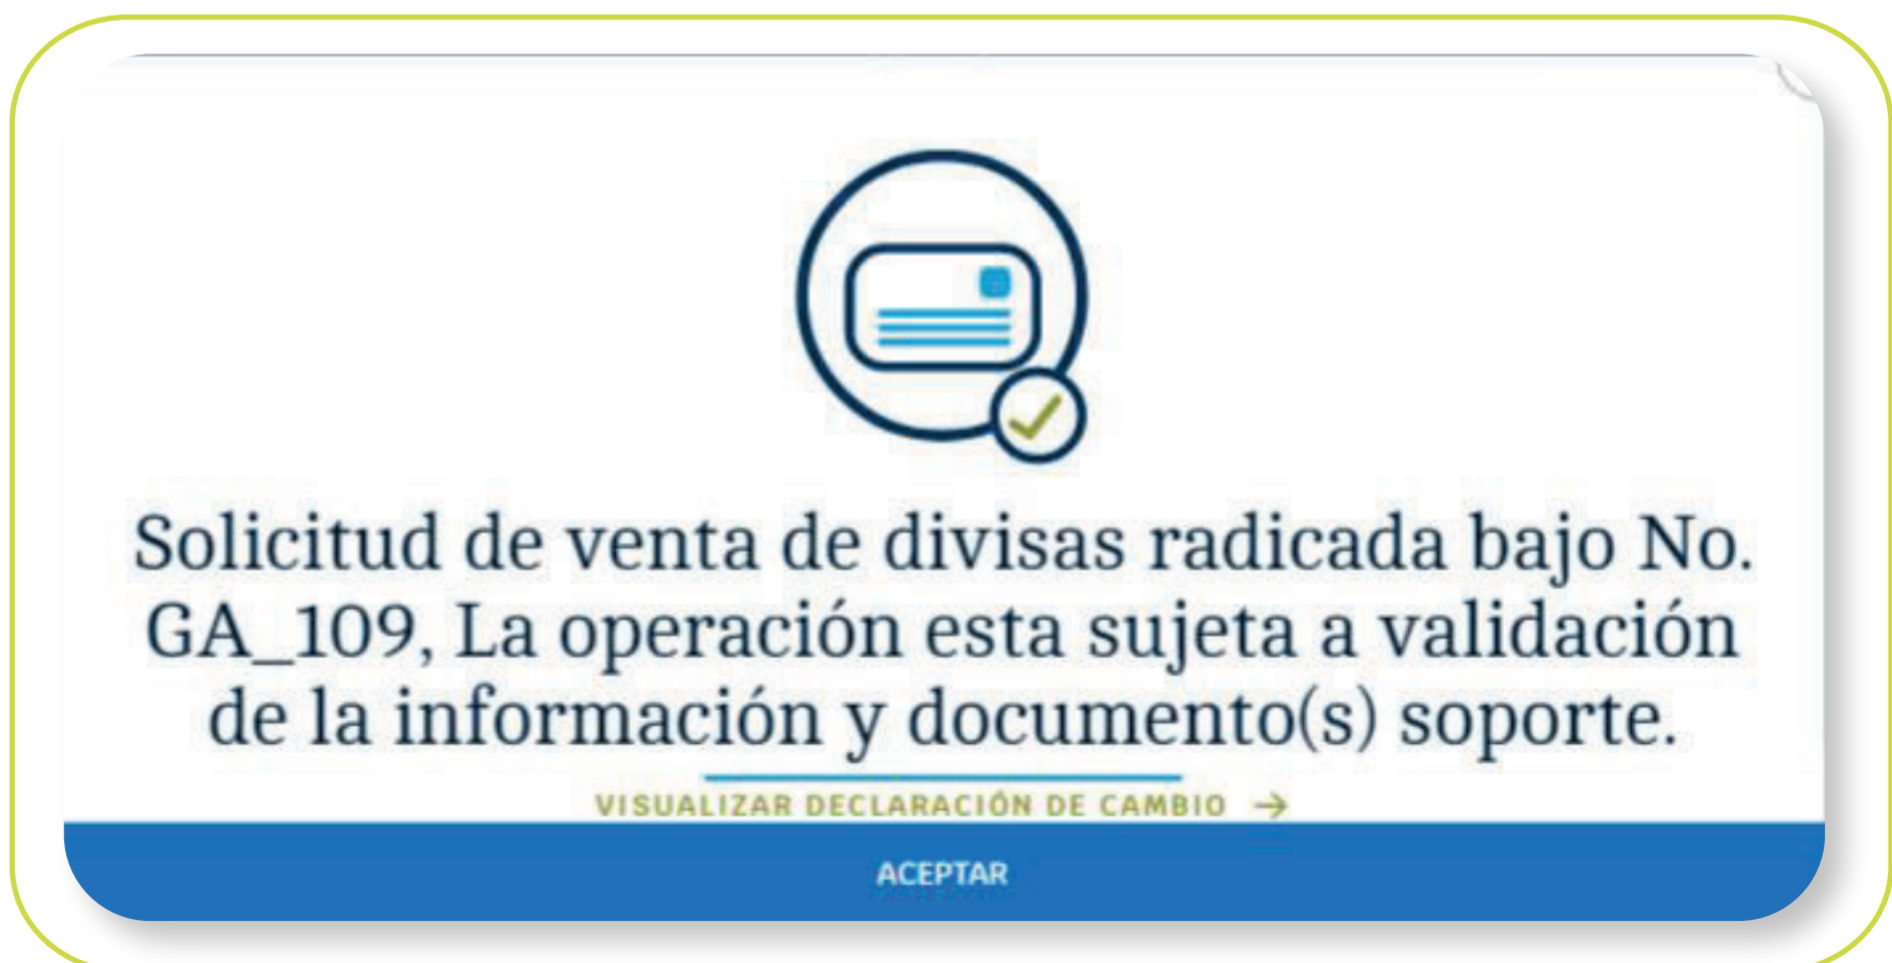 Solicitud de venta de divisas radicada bajo No.
GA_109, La operación esta sujeta a validación
de la información y documento(s) soporte.
VISUALIZAR DECLARACIÓN DE CAMBIO →
ACEPTAR